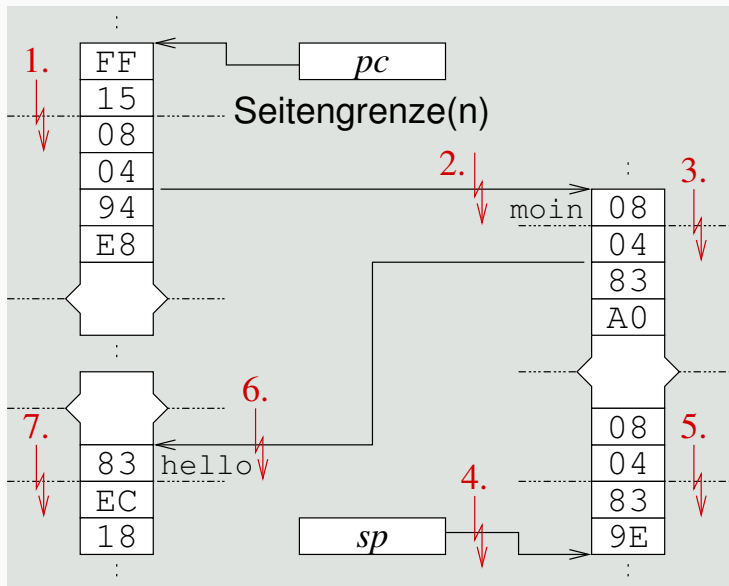 FF
pc
1.
15
Seitengrenze(n)
08
04
2.
3.
94
moin
08
E8
04
83
A0
6.
7.
08
5.
83
hello
04
4.
EC
83
18
sp
9E